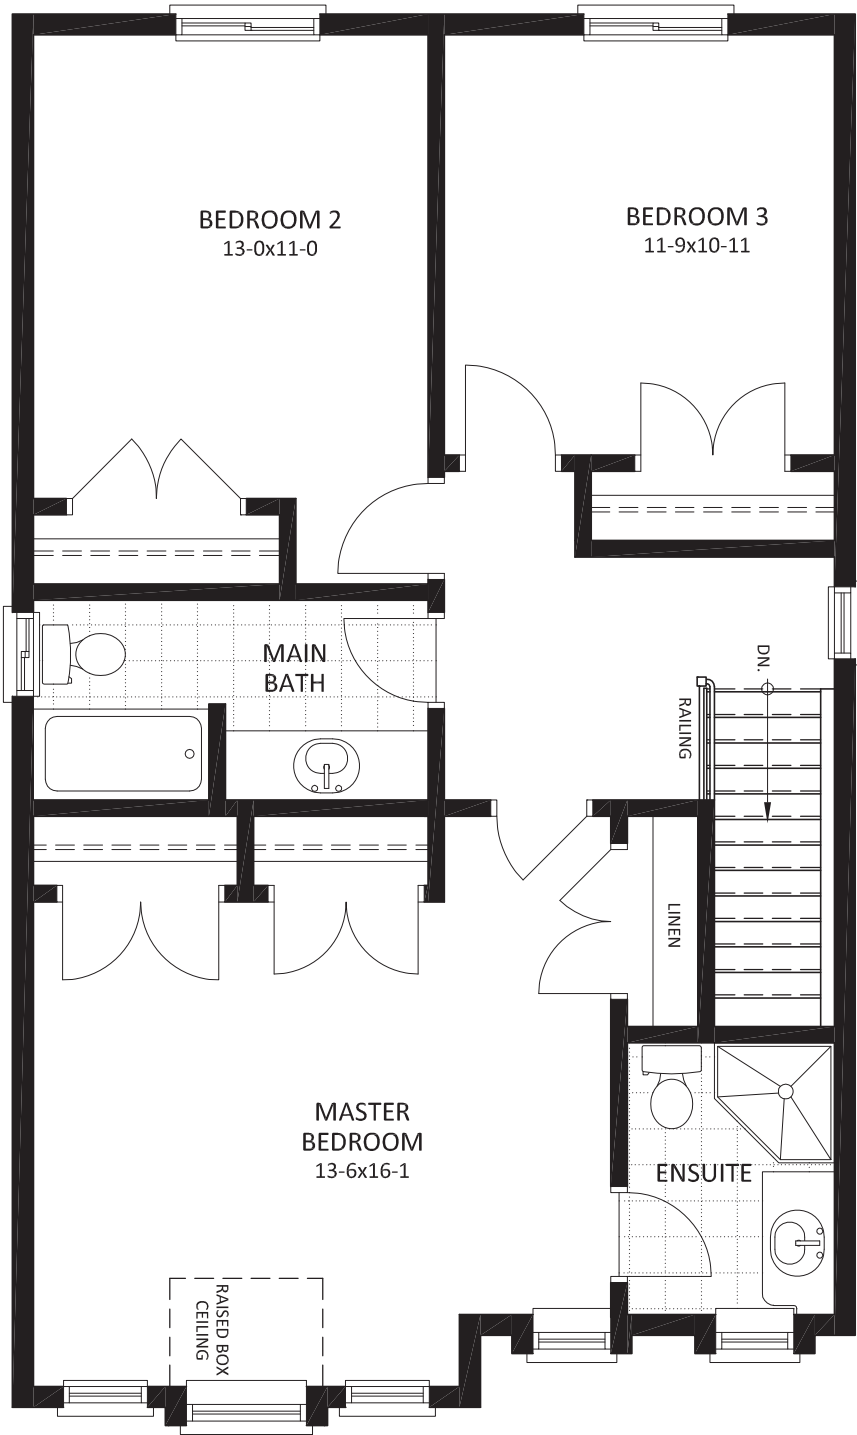 BEDROOM 2
13-0x11-0
BEDROOM 3
11-9x10-11
MAIN
BATH
DN.
RAILING
LINEN
MASTER
BEDROOM
13-6x16-1
ENSUITE
RAISED BOX
CEILING